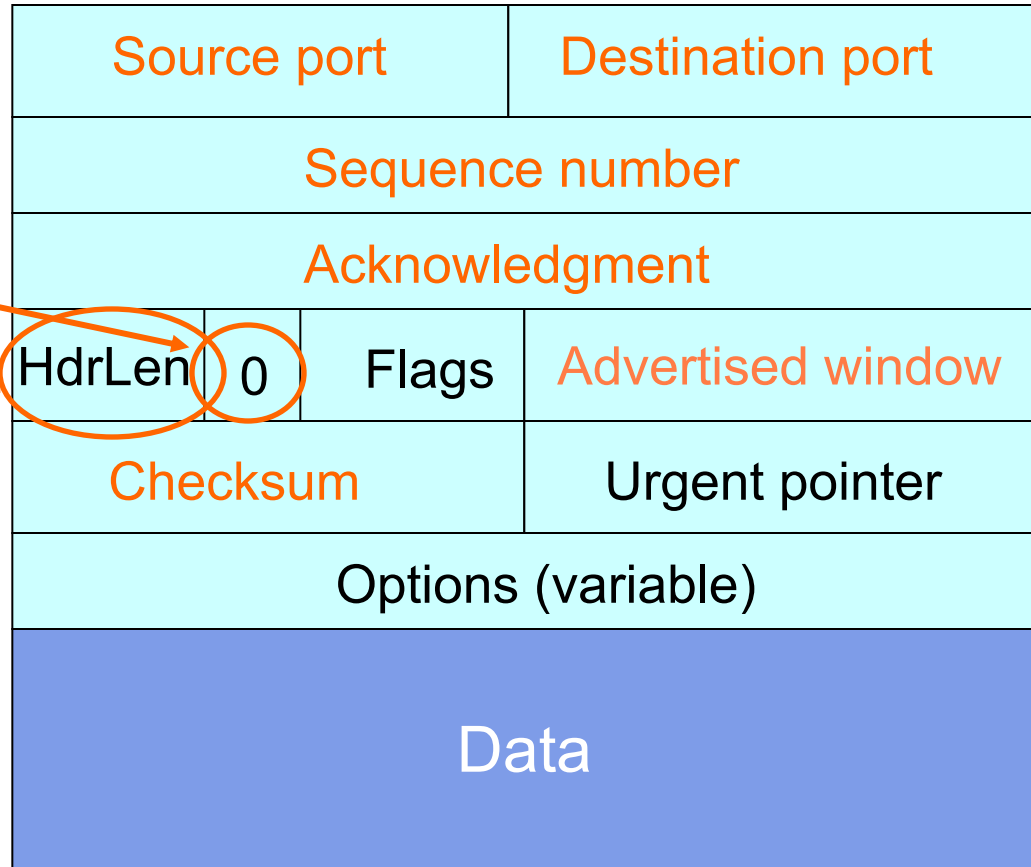 Source port Destination port
Sequence number
Acknowledgment
HdrLen 0 Flags Advertised window
Checksum Urgent pointer
Options (variable)
Data